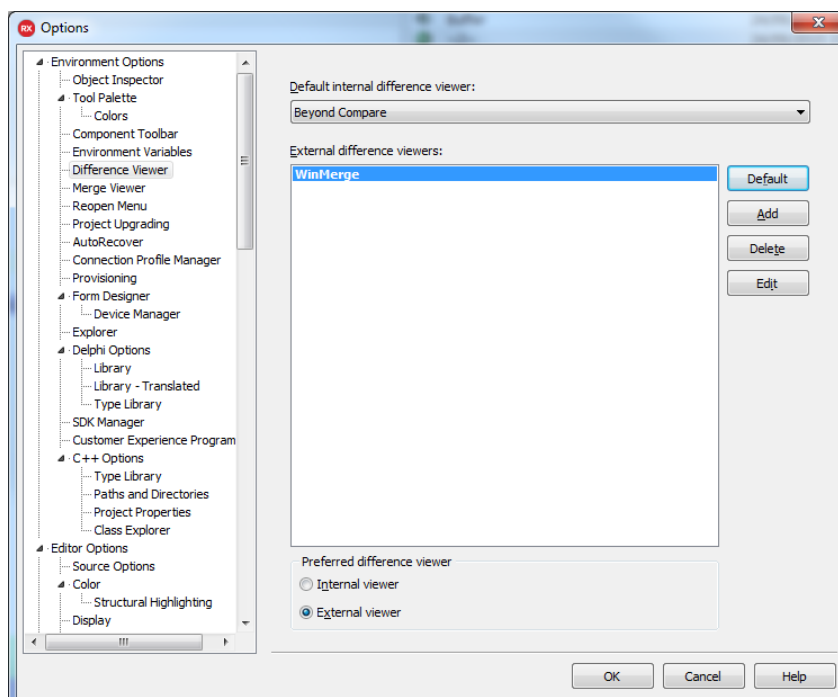 RX Options
Environment Options
Object Inspector
Tool Palette
Colors
Component Toolbar
Environment Variables
Difference Viewer
Merge Viewer
Reopen Menu
Project Upgrading
AutoRecover
Connection Profile Manager
Provisioning
Form Designer
Device Manager
Explorer
Delphi Options
Library
Library - Translated
Type Library
SDK Manager
Customer Experience Program
C++ Options
Type Library
Paths and Directories
Project Properties
Class Explorer
Editor Options
Source Options
Color
Structural Highlighting
Display
Default internal difference viewer:
Beyond Compare
External difference viewers:
WinMerge
Default
Add
Delete
Edit
Preferred difference viewer
Internal viewer
External viewer
OK
Cancel
Help